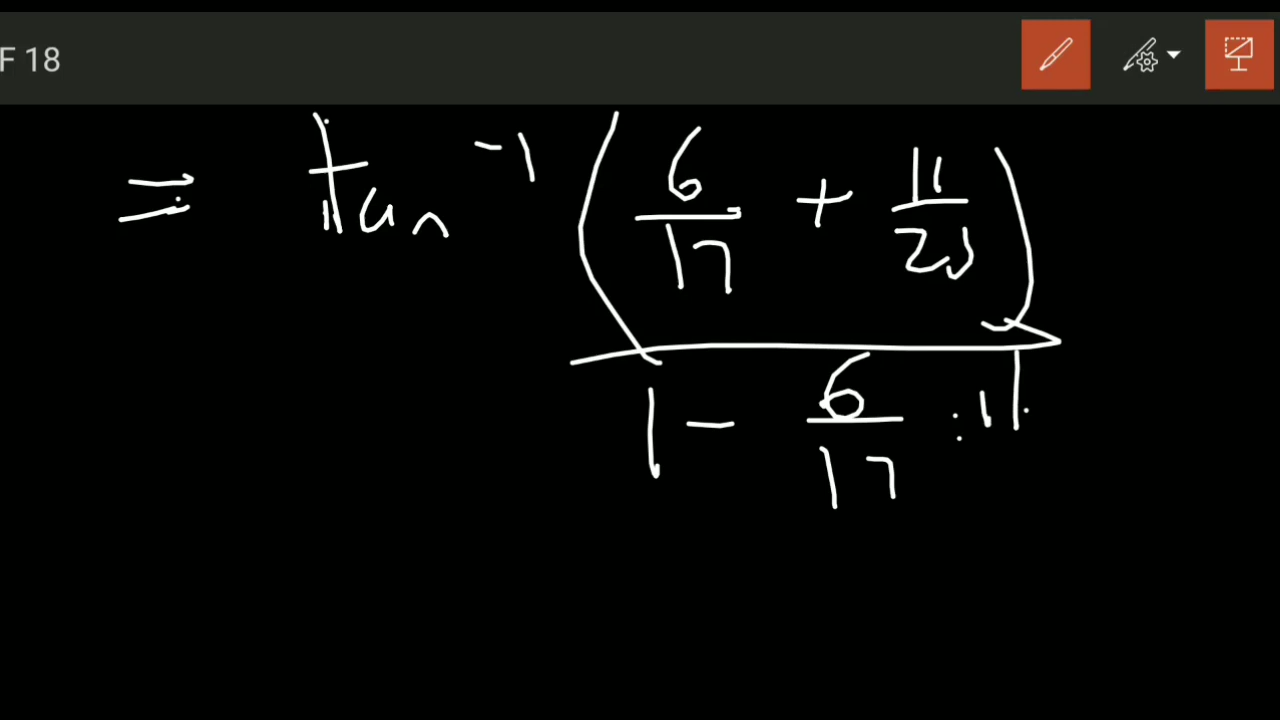 F 18
= tan⁻¹ (6/17 + 11/23)
1 - 6/17 · 11